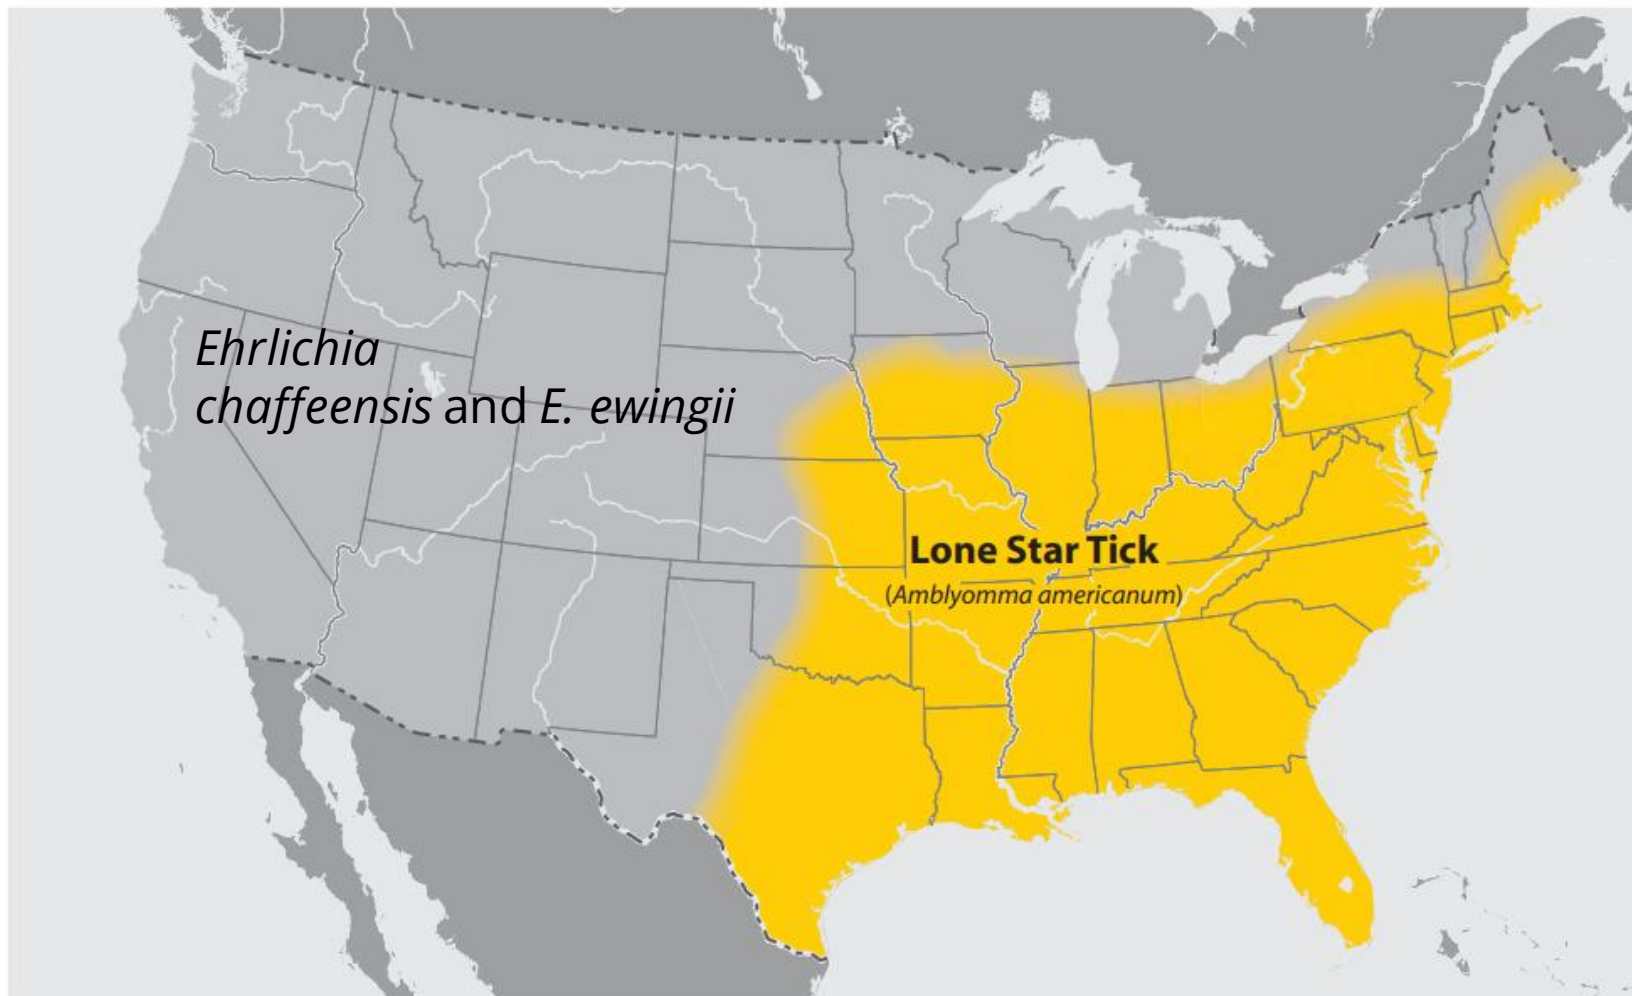 Ehrlichia
chaffeensis and E. ewingii
Lone Star Tick
(Amblyomma americanum)